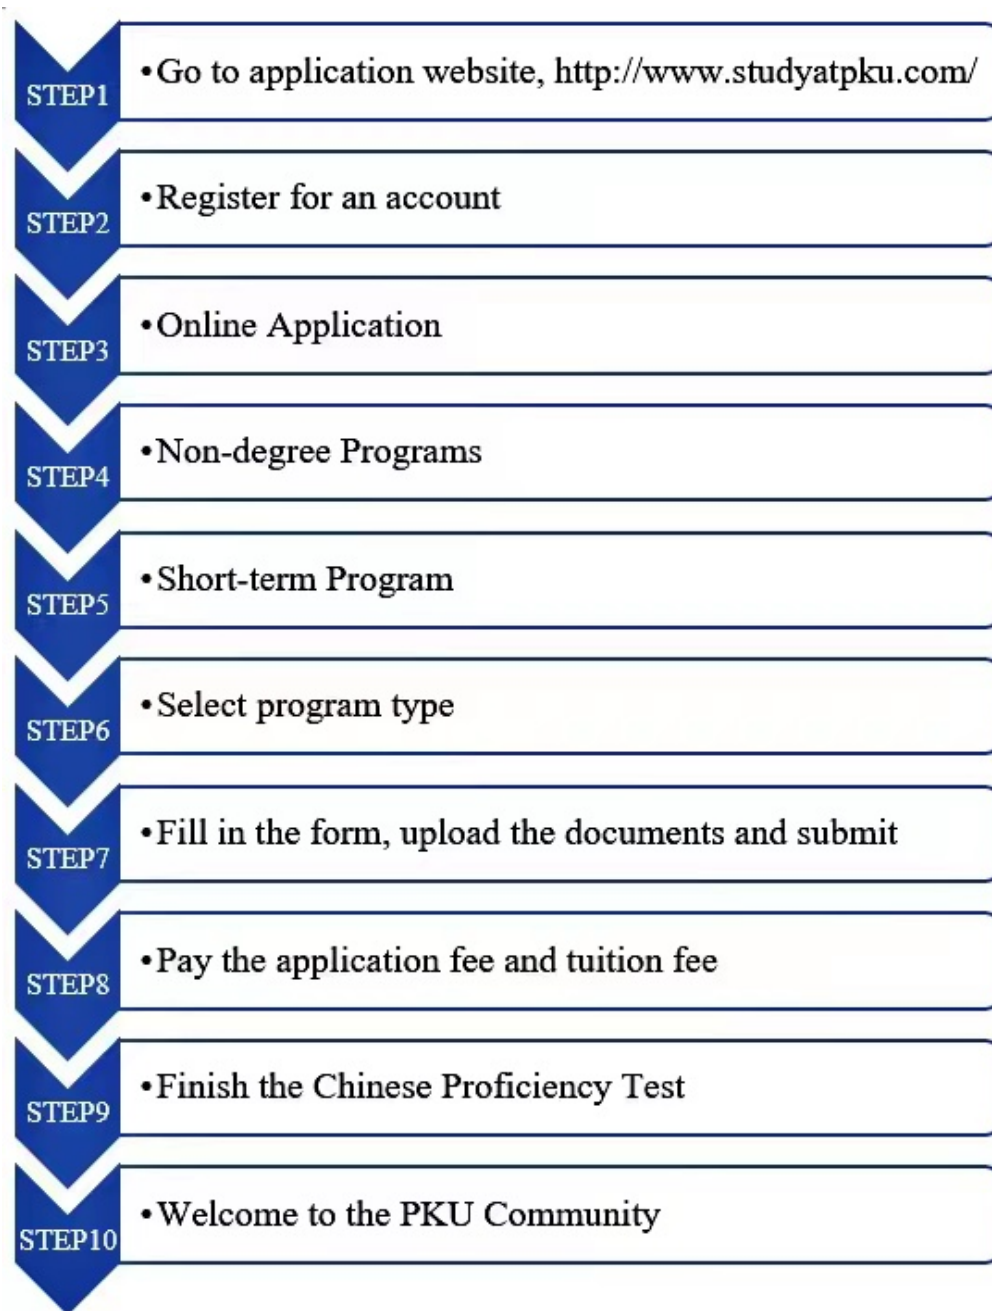 STEP1
•Go to application website, http://www.studyatpku.com/
STEP2
•Register for an account
STEP3
•Online Application
STEP4
•Non-degree Programs
STEP5
•Short-term Program
STEP6
•Select program type
STEP7
•Fill in the form, upload the documents and submit
STEP8
•Pay the application fee and tuition fee
STEP9
•Finish the Chinese Proficiency Test
STEP10
•Welcome to the PKU Community